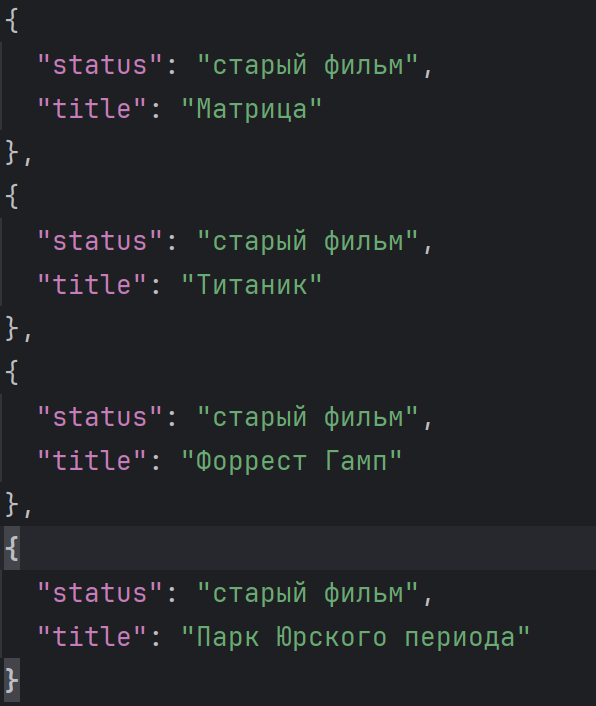 {
"status": "старый фильм",
"title": "Матрица"
},
{
"status": "старый фильм",
"title": "Титаник"
},
{
"status": "старый фильм",
"title": "Форрест Гамп"
},
{
"status": "старый фильм",
"title": "Парк Юрского периода"
}